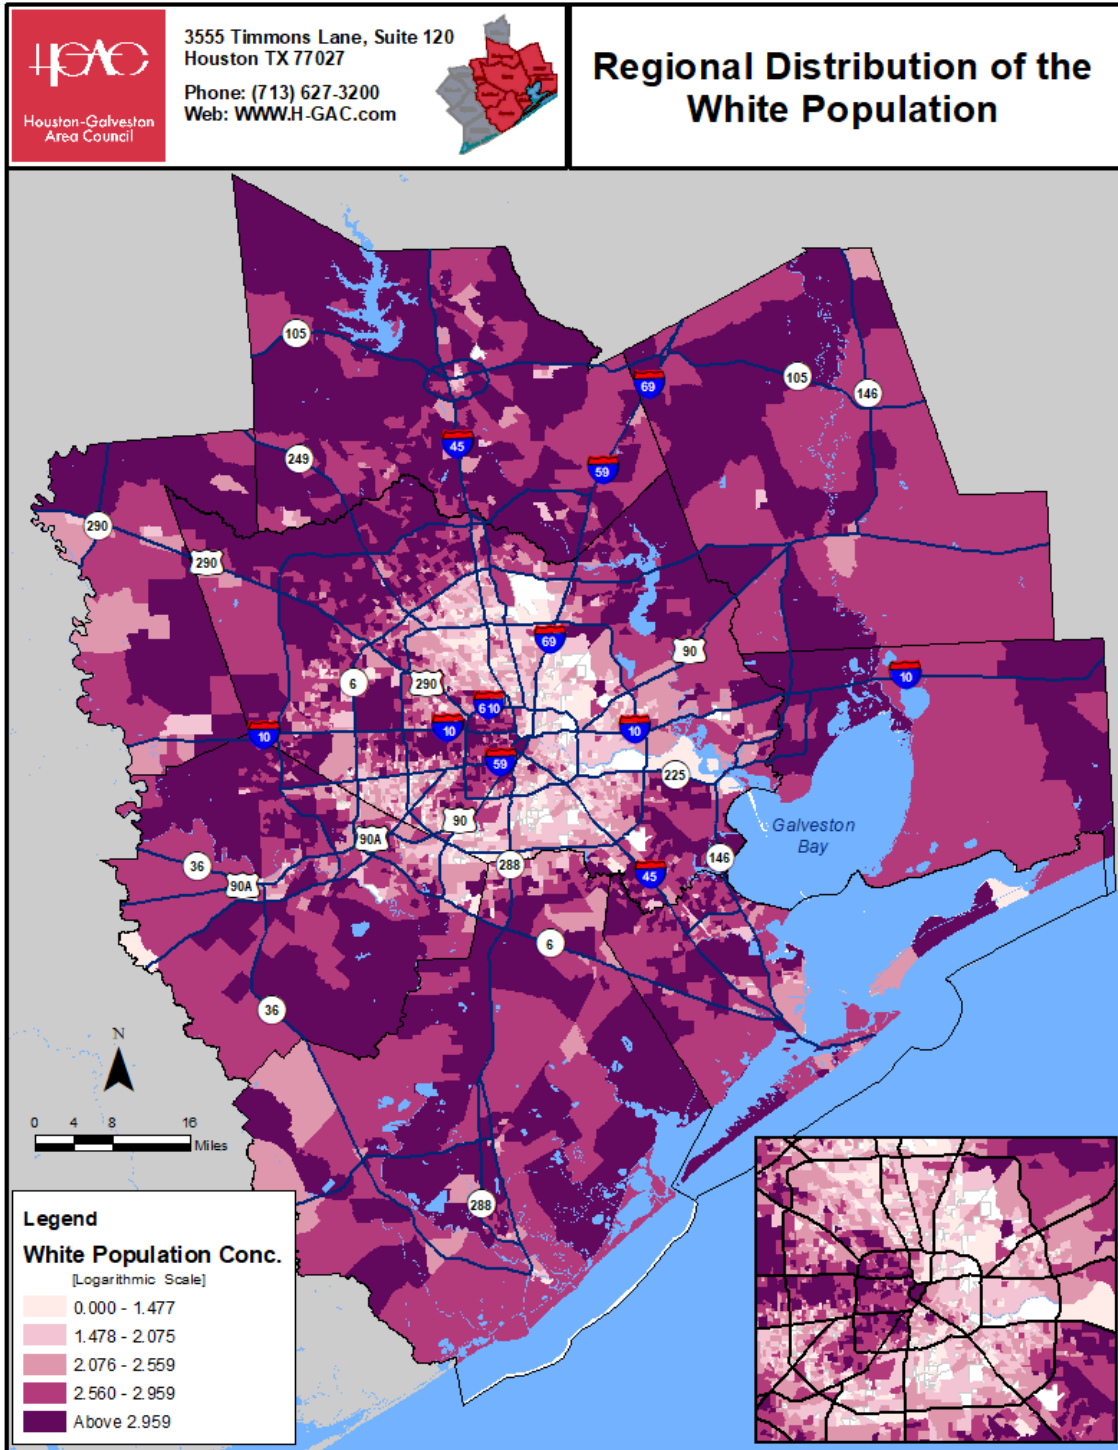 HGAC
Houston-Galveston
Area Council
3555 Timmons Lane, Suite 120
Houston TX 77027
Phone: (713) 627-3200
Web: WWW.H-GAC.com
Regional Distribution of the
White Population
105
69
105
146
45
249
59
290
290
69
90
6
290
10
610
10
10
10
59
225
90
Galveston
Bay
90A
288
146
36
90A
45
6
36
N
0 4 8 16
Miles
288
Legend
White Population Conc.
[Logarithmic Scale]
0.000 - 1.477
1.478 - 2.075
2.076 - 2.559
2.560 - 2.959
Above 2.959